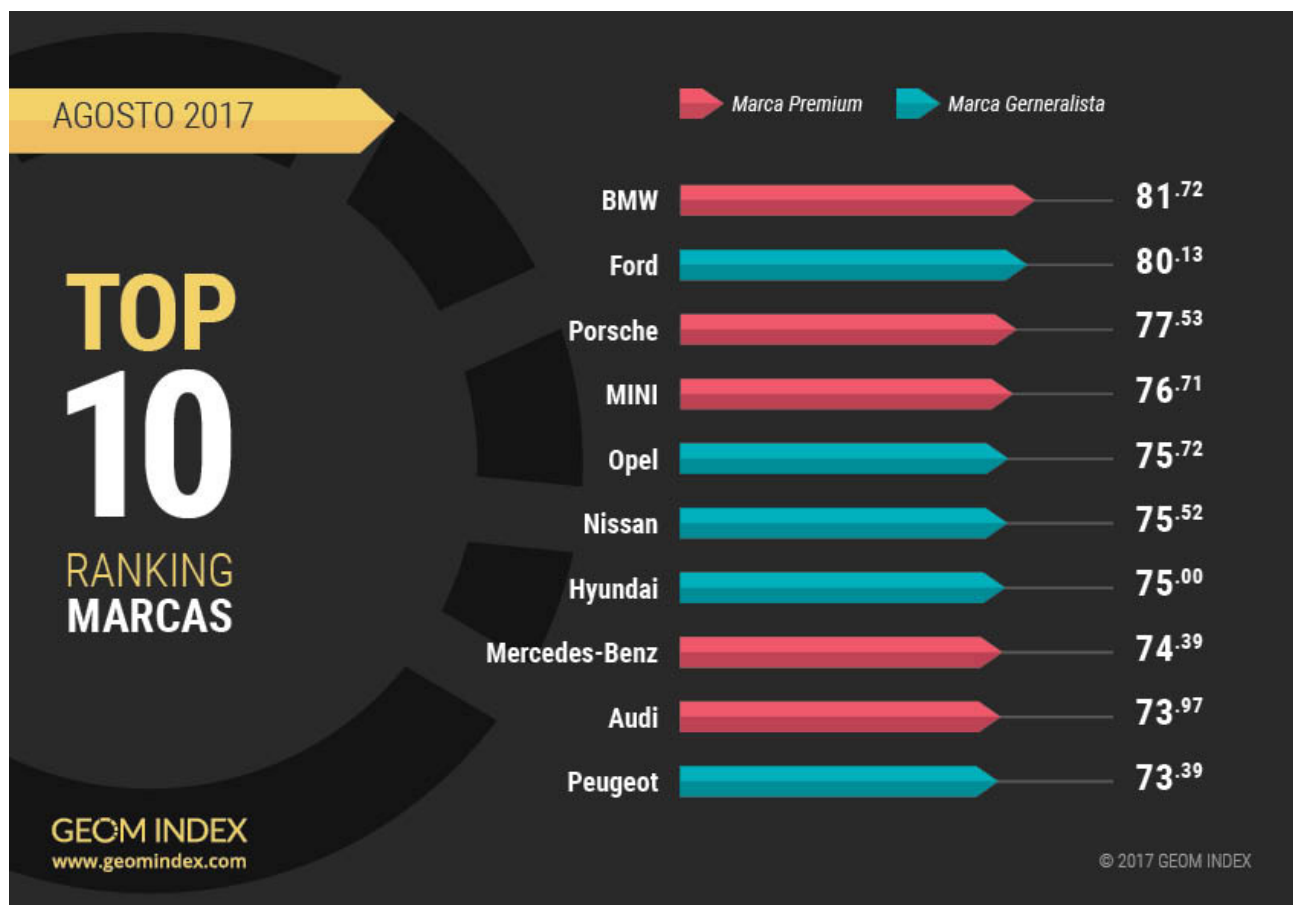 AGOSTO 2017
Marca Premium Marca Gerneralista
TOP
10
RANKING
MARCAS
BMW 81.72
Ford 80.13
Porsche 77.53
MINI 76.71
Opel 75.72
Nissan 75.52
Hyundai 75.00
Mercedes-Benz 74.39
Audi 73.97
Peugeot 73.39
GEOM INDEX
www.geomindex.com
© 2017 GEOM INDEX